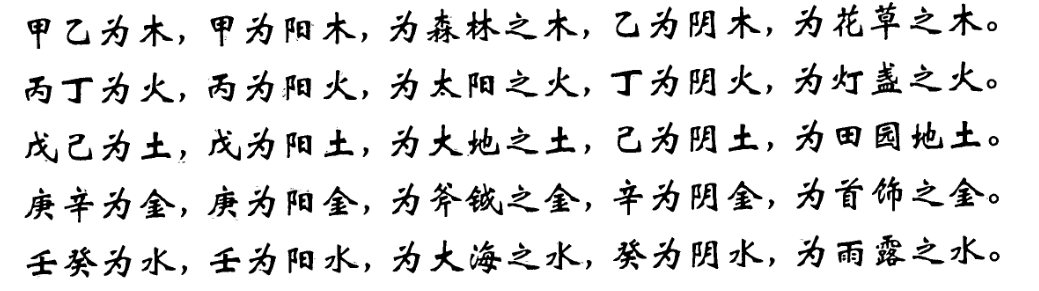 甲乙为木，甲为阳木，为森林之木，乙为阴木，为花草之木。
丙丁为火，丙为阳火，为太阳之火，丁为阴火，为灯盏之火。
戊己为土，戊为阳土，为大地之土，己为阴土，为田园地土。
庚辛为金，庚为阳金，为斧钺之金，辛为阴金，为首饰之金。
壬癸为水，壬为阳水，为大海之水，癸为阴水，为雨露之水。